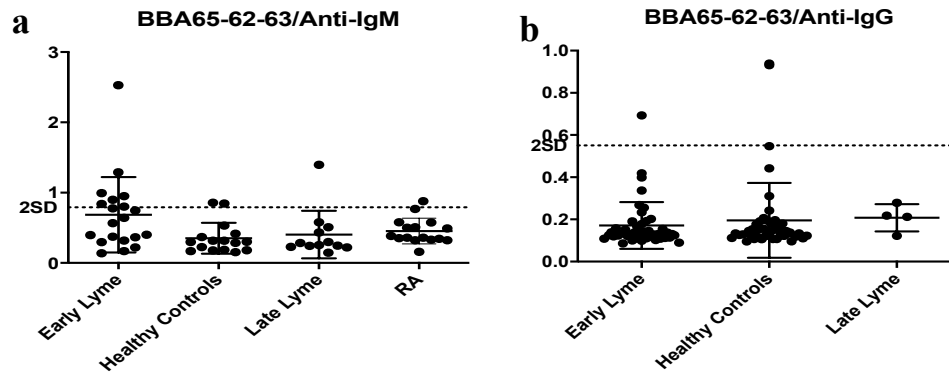 a
BBA65-62-63/Anti-IgM
3
2
1
2SD
0
Early Lyme
Healthy Controls
Late Lyme
RA
b
BBA65-62-63/Anti-IgG
1.0
0.8
0.6
2SD
0.4
0.2
0.0
Early Lyme
Healthy Controls
Late Lyme